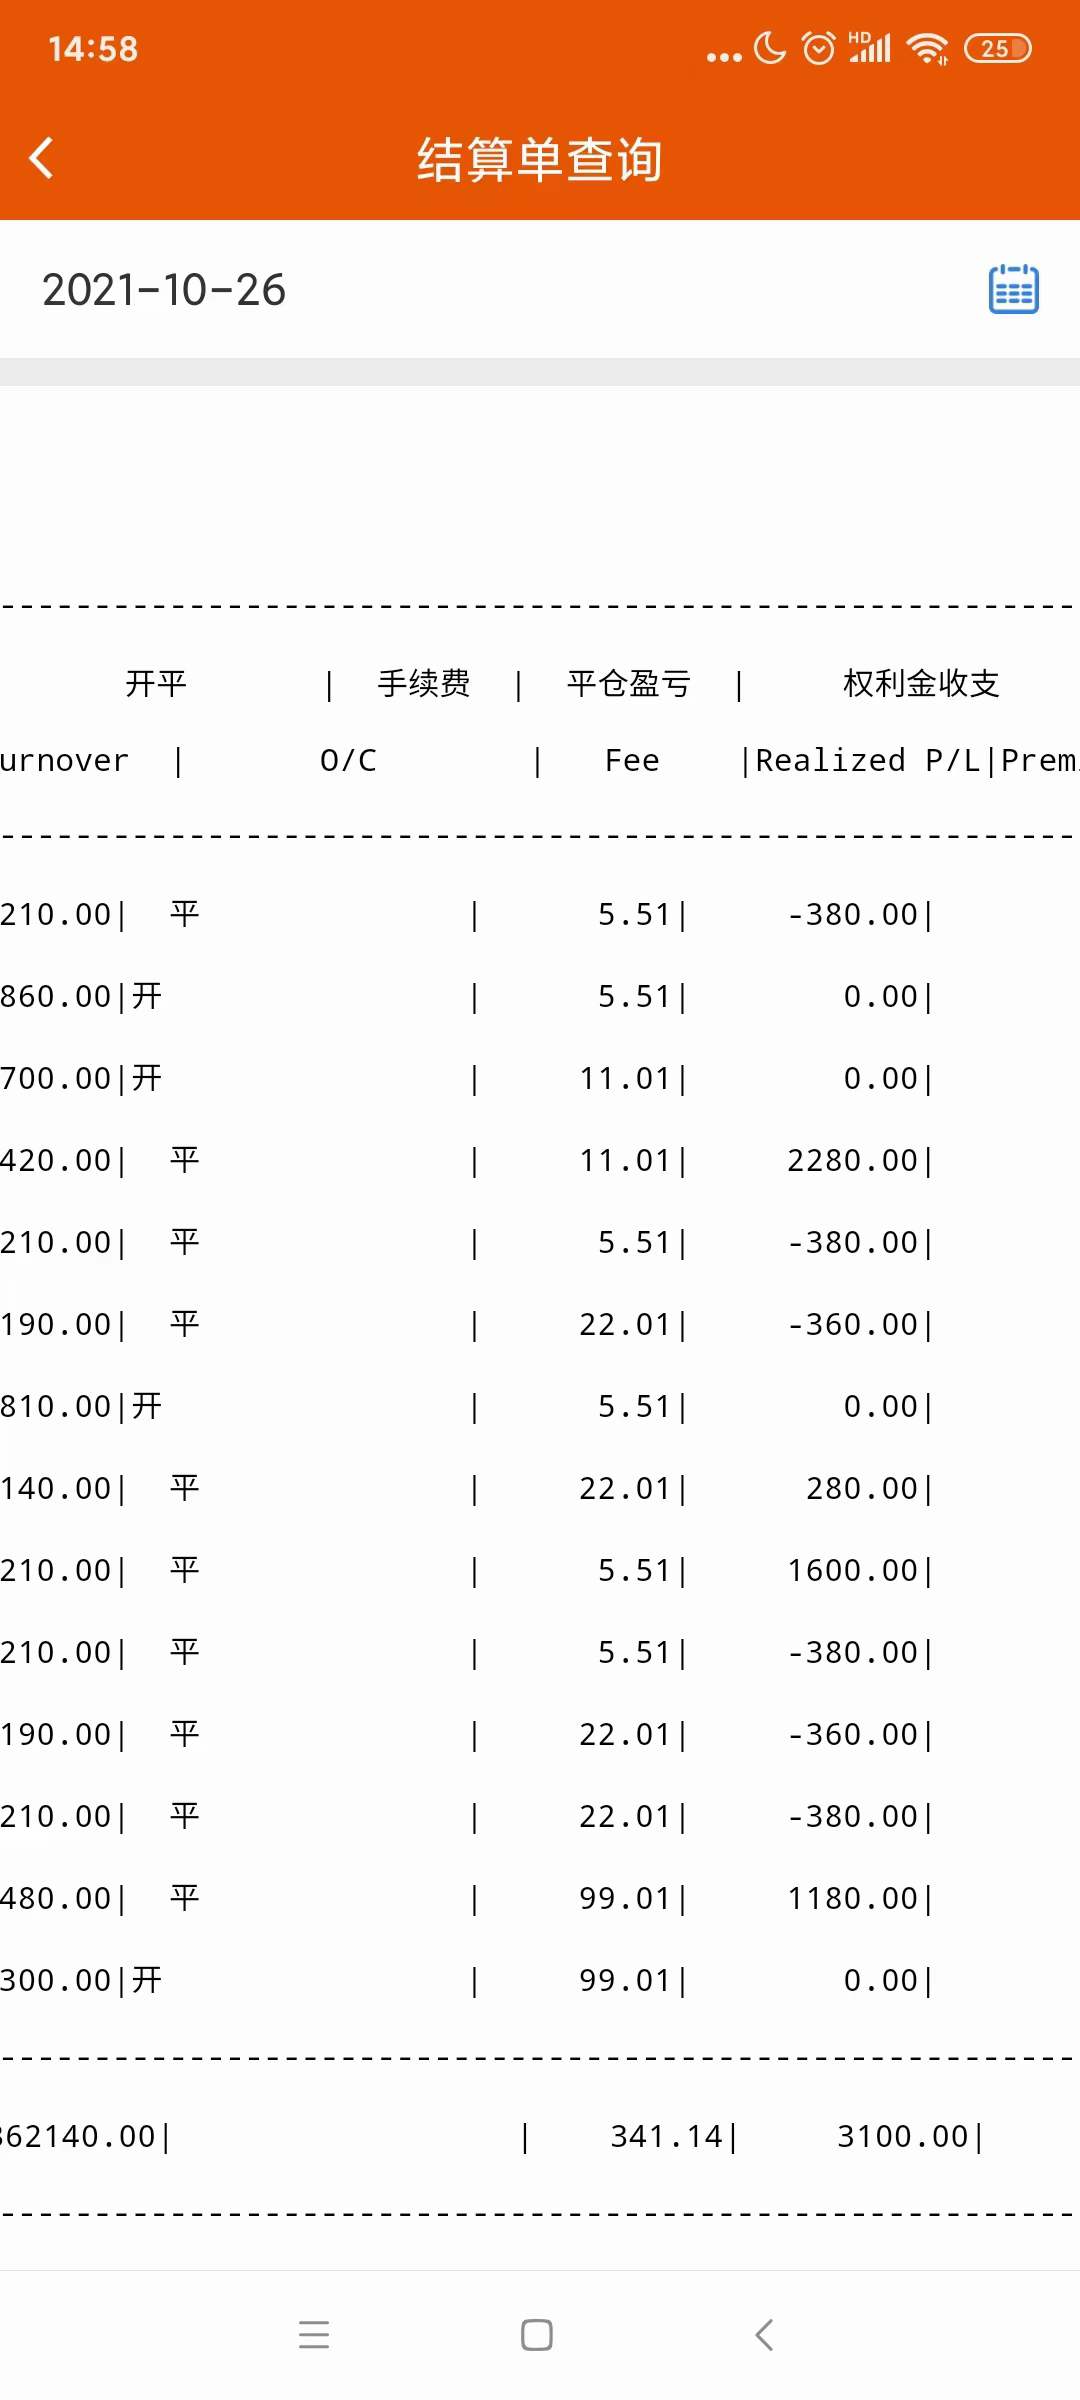 14:58 ... HD 25
结算单查询
2021-10-26
--------------------------------------------------------
开平 | 手续费 | 平仓盈亏 | 权利金收支
urnover | O/C | Fee |Realized P/L|Prem
--------------------------------------------------------
210.00| 平 | 5.51| -380.00|
860.00|开 | 5.51| 0.00|
700.00|开 | 11.01| 0.00|
420.00| 平 | 11.01| 2280.00|
210.00| 平 | 5.51| -380.00|
190.00| 平 | 22.01| -360.00|
810.00|开 | 5.51| 0.00|
140.00| 平 | 22.01| 280.00|
210.00| 平 | 5.51| 1600.00|
210.00| 平 | 5.51| -380.00|
190.00| 平 | 22.01| -360.00|
210.00| 平 | 22.01| -380.00|
480.00| 平 | 99.01| 1180.00|
300.00|开 | 99.01| 0.00|
--------------------------------------------------------
362140.00| | 341.14| 3100.00|
--------------------------------------------------------